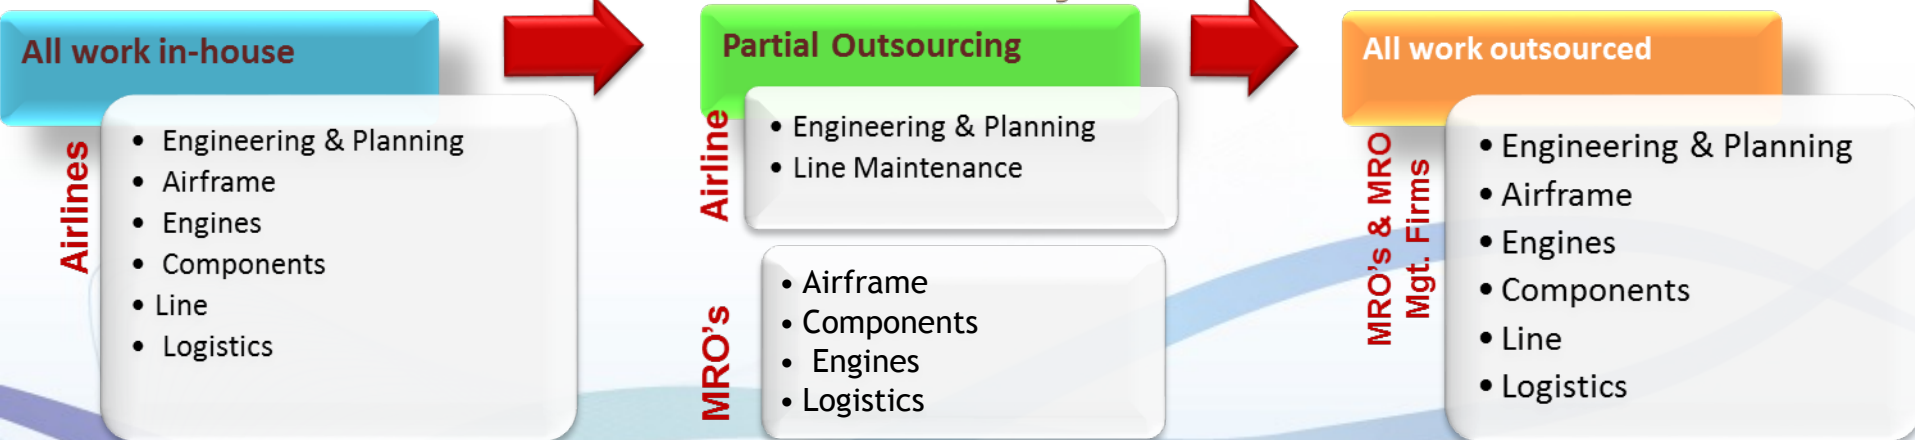 All work in-house
Airlines
• Engineering & Planning
• Airframe
• Engines
• Components
• Line
• Logistics
Partial Outsourcing
Airline
• Engineering & Planning
• Line Maintenance
MRO's
• Airframe
• Components
• Engines
• Logistics
All work outsourced
MRO's & MRO
Mgt. Firms
• Engineering & Planning
• Airframe
• Engines
• Components
• Line
• Logistics